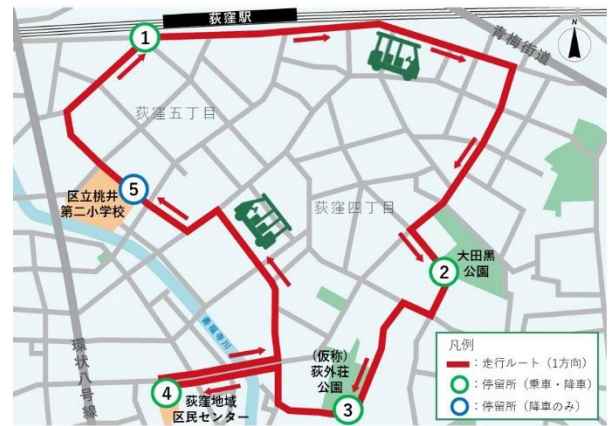 荻窪駅
N
青梅街道
①
荻窪五丁目
区立桃井
第二小学校
⑤
荻窪四丁目
大田黒
公園
②
善福寺川
環状八号線
(仮称)
荻外荘
公園
③
④
荻窪地域
区民センター
凡例
:走行ルート(1方向)
:停留所(乗車・降車)
:停留所(降車のみ)